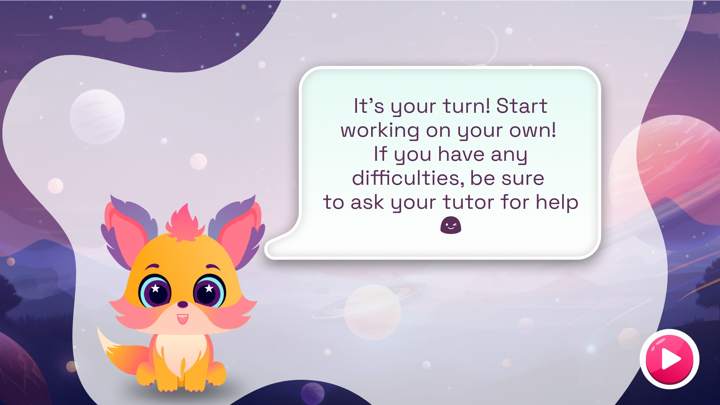 It's your turn! Start
working on your own!
If you have any
difficulties, be sure
to ask your tutor for help